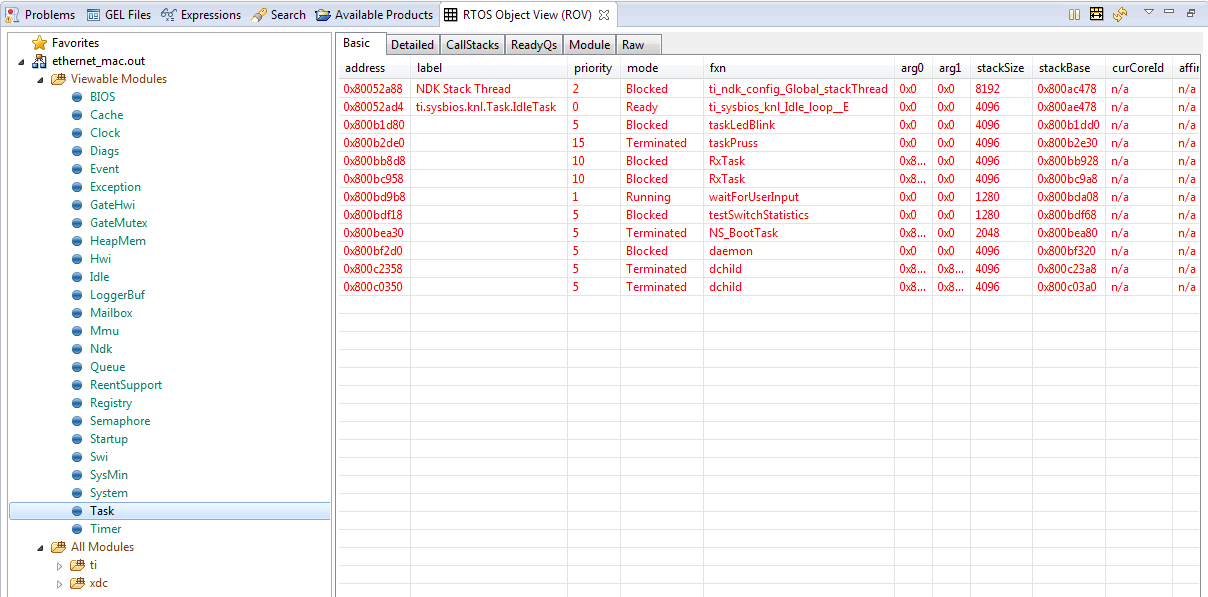 Problems GEL Files Expressions Search Available Products RTOS Object View (ROV)
Favorites
ethernet_mac.out
Viewable Modules
BIOS
Cache
Clock
Diags
Event
Exception
GateHwi
GateMutex
HeapMem
Hwi
Idle
LoggerBuf
Mailbox
Mmu
Ndk
Queue
ReentSupport
Registry
Semaphore
Startup
Swi
SysMin
System
Task
Timer
All Modules
ti
xdc
Basic Detailed CallStacks ReadyQs Module Raw
address label priority mode fxn arg0 arg1 stackSize stackBase curCoreId affir
0x80052a88 NDK Stack Thread 2 Blocked ti_ndk_config_Global_stackThread 0x0 0x0 8192 0x800ac478 n/a n/a
0x80052ad4 ti.sysbios.knl.Task.IdleTask 0 Ready ti_sysbios_knl_Idle_loop__E 0x0 0x0 4096 0x800ae478 n/a n/a
0x800b1d80 5 Blocked taskLedBlink 0x0 0x0 4096 0x800b1dd0 n/a n/a
0x800b2de0 15 Terminated taskPruss 0x0 0x0 4096 0x800b2e30 n/a n/a
0x800bb8d8 10 Blocked RxTask 0x8... 0x0 4096 0x800bb928 n/a n/a
0x800bc958 10 Blocked RxTask 0x8... 0x0 4096 0x800bc9a8 n/a n/a
0x800bd9b8 1 Running waitForUserInput 0x0 0x0 1280 0x800bda08 n/a n/a
0x800bdf18 5 Blocked testSwitchStatistics 0x0 0x0 1280 0x800bdf68 n/a n/a
0x800bea30 5 Terminated NS_BootTask 0x8... 0x0 2048 0x800bea80 n/a n/a
0x800bf2d0 5 Blocked daemon 0x0 0x0 4096 0x800bf320 n/a n/a
0x800c2358 5 Terminated dchild 0x8... 0x8... 4096 0x800c23a8 n/a n/a
0x800c0350 5 Terminated dchild 0x8... 0x8... 4096 0x800c03a0 n/a n/a